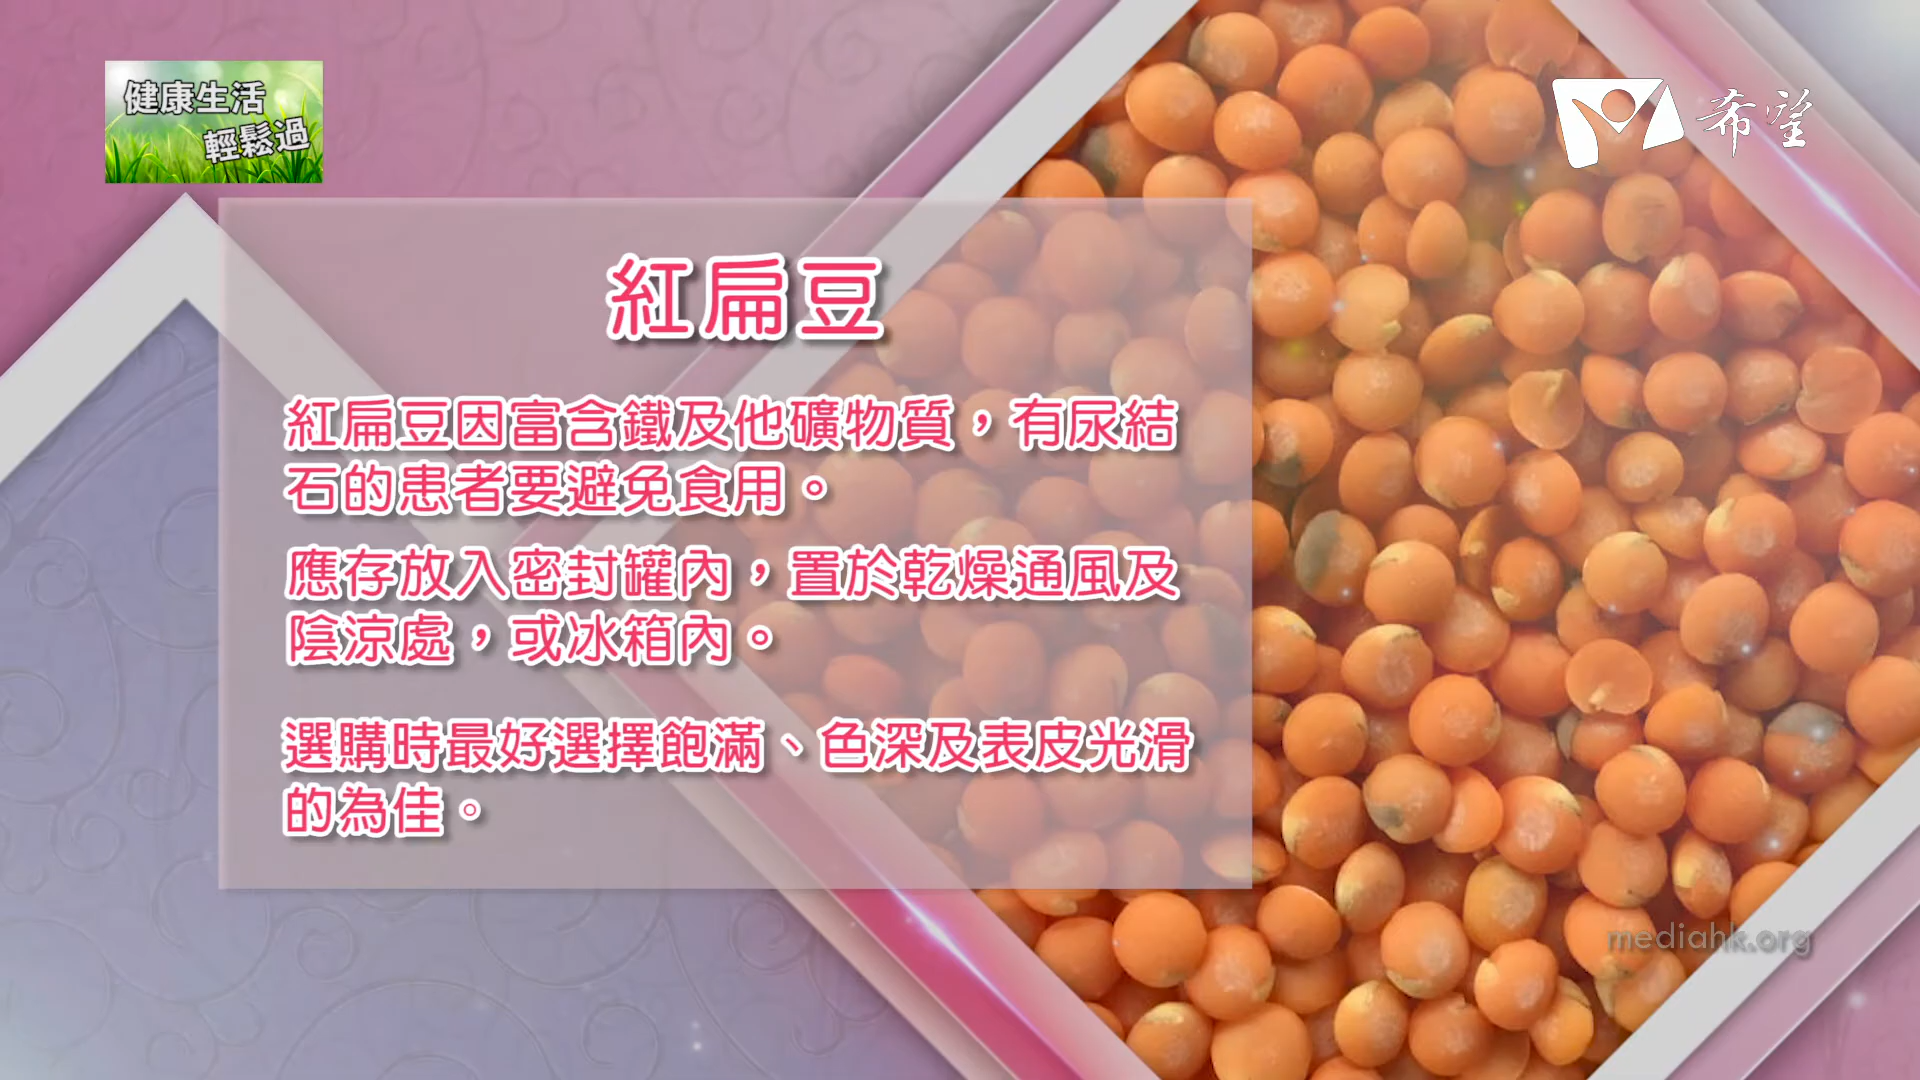 健康生活
輕鬆過
希望
紅扁豆
紅扁豆因富含鐵及他礦物質，有尿結
石的患者要避免食用。
應存放入密封罐內，置於乾燥通風及
陰涼處，或冰箱內。
選購時最好選擇飽滿、色深及表皮光滑
的為佳。
mediahk.org